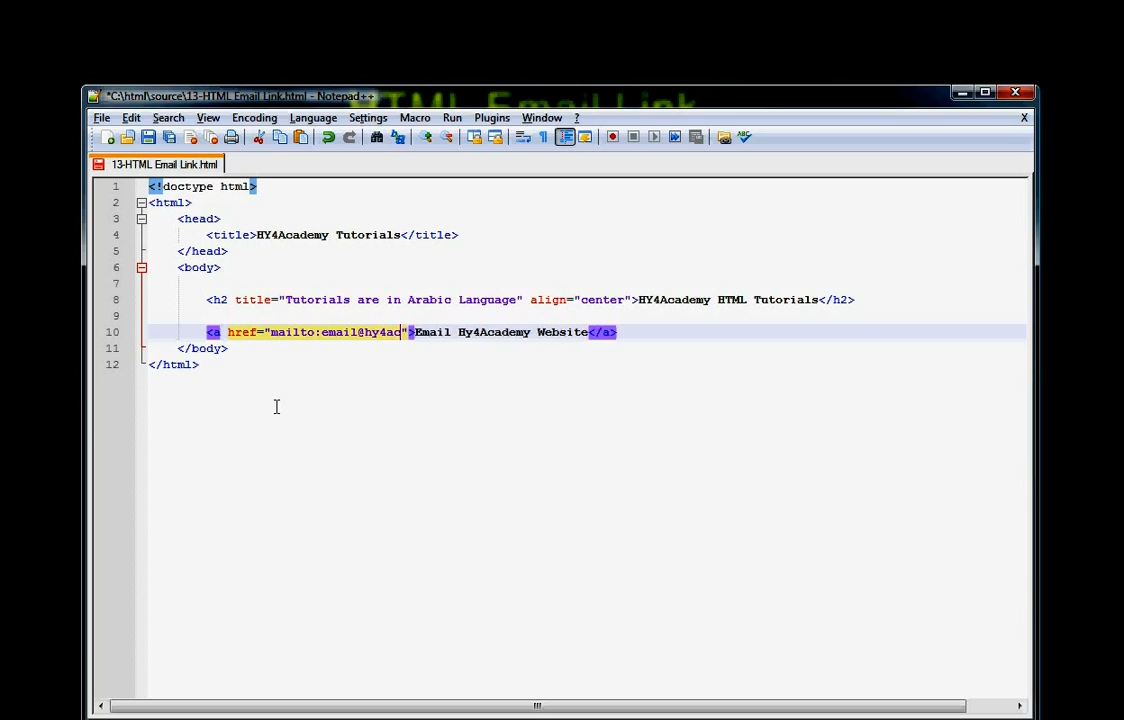 HTML Email Link
*C:\html\source\13-HTML Email Link.html - Notepad++
File Edit Search View Encoding Language Settings Macro Run Plugins Window ? X
13-HTML Email Link.html
1 <!doctype html>
2 <html>
3 <head>
4 <title>HY4Academy Tutorials</title>
5 </head>
6 <body>
7
8 <h2 title="Tutorials are in Arabic Language" align="center">HY4Academy HTML Tutorials</h2>
9
10 <a href="mailto:email@hy4ac">Email Hy4Academy Website</a>
11 </body>
12 </html>